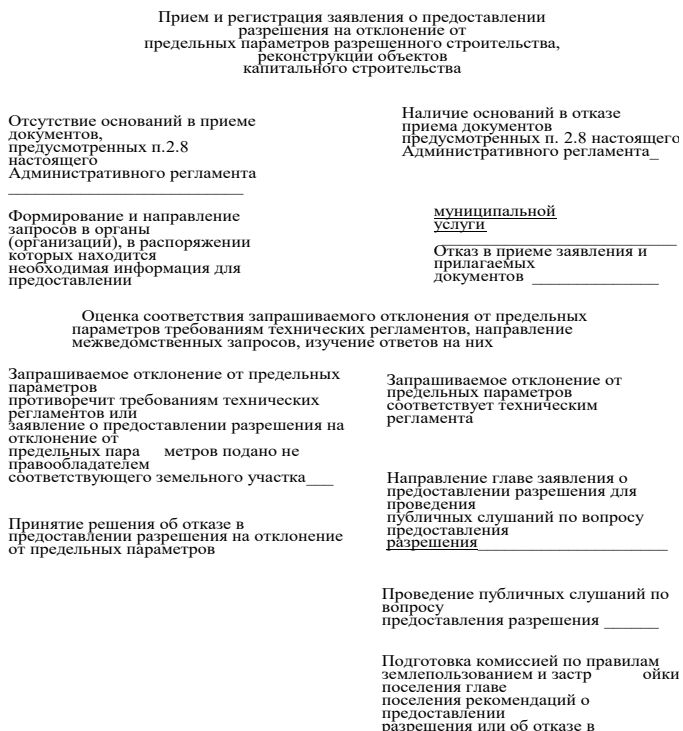 Прием и регистрация заявления о предоставлении
разрешения на отклонение от
предельных параметров разрешенного строительства,
реконструкции объектов
капитального строительства
Отсутствие оснований в приеме
документов,
предусмотренных п.2.8
настоящего
Административного регламента
Наличие оснований в отказе
приема документов
предусмотренных п. 2.8 настоящего
Административного регламента_
Формирование и направление
запросов в органы
(организации), в распоряжении
которых находится
необходимая информация для
предоставлении
муниципальной
услуги
Отказ в приеме заявления и
прилагаемых
документов _______________
Оценка соответствия запрашиваемого отклонения от предельных
параметров требованиям технических регламентов, направление
межведомственных запросов, изучение ответов на них
Запрашиваемое отклонение от предельных
параметров
противоречит требованиям технических
регламентов или
заявление о предоставлении разрешения на
отклонение от
предельных пара метров подано не
правообладателем
соответствующего земельного участка___
Запрашиваемое отклонение от
предельных параметров
соответствует техническим
регламента
Принятие решения об отказе в
предоставлении разрешения на отклонение
от предельных параметров
Направление главе заявления о
предоставлении разрешения для
проведения
публичных слушаний по вопросу
предоставления
разрешения_____________________
Проведение публичных слушаний по
вопросу
предоставления разрешения ______
Подготовка комиссией по правилам
землепользованием и застр ойки
поселения главе
поселения рекомендаций о
предоставлении
разрешения или об отказе в